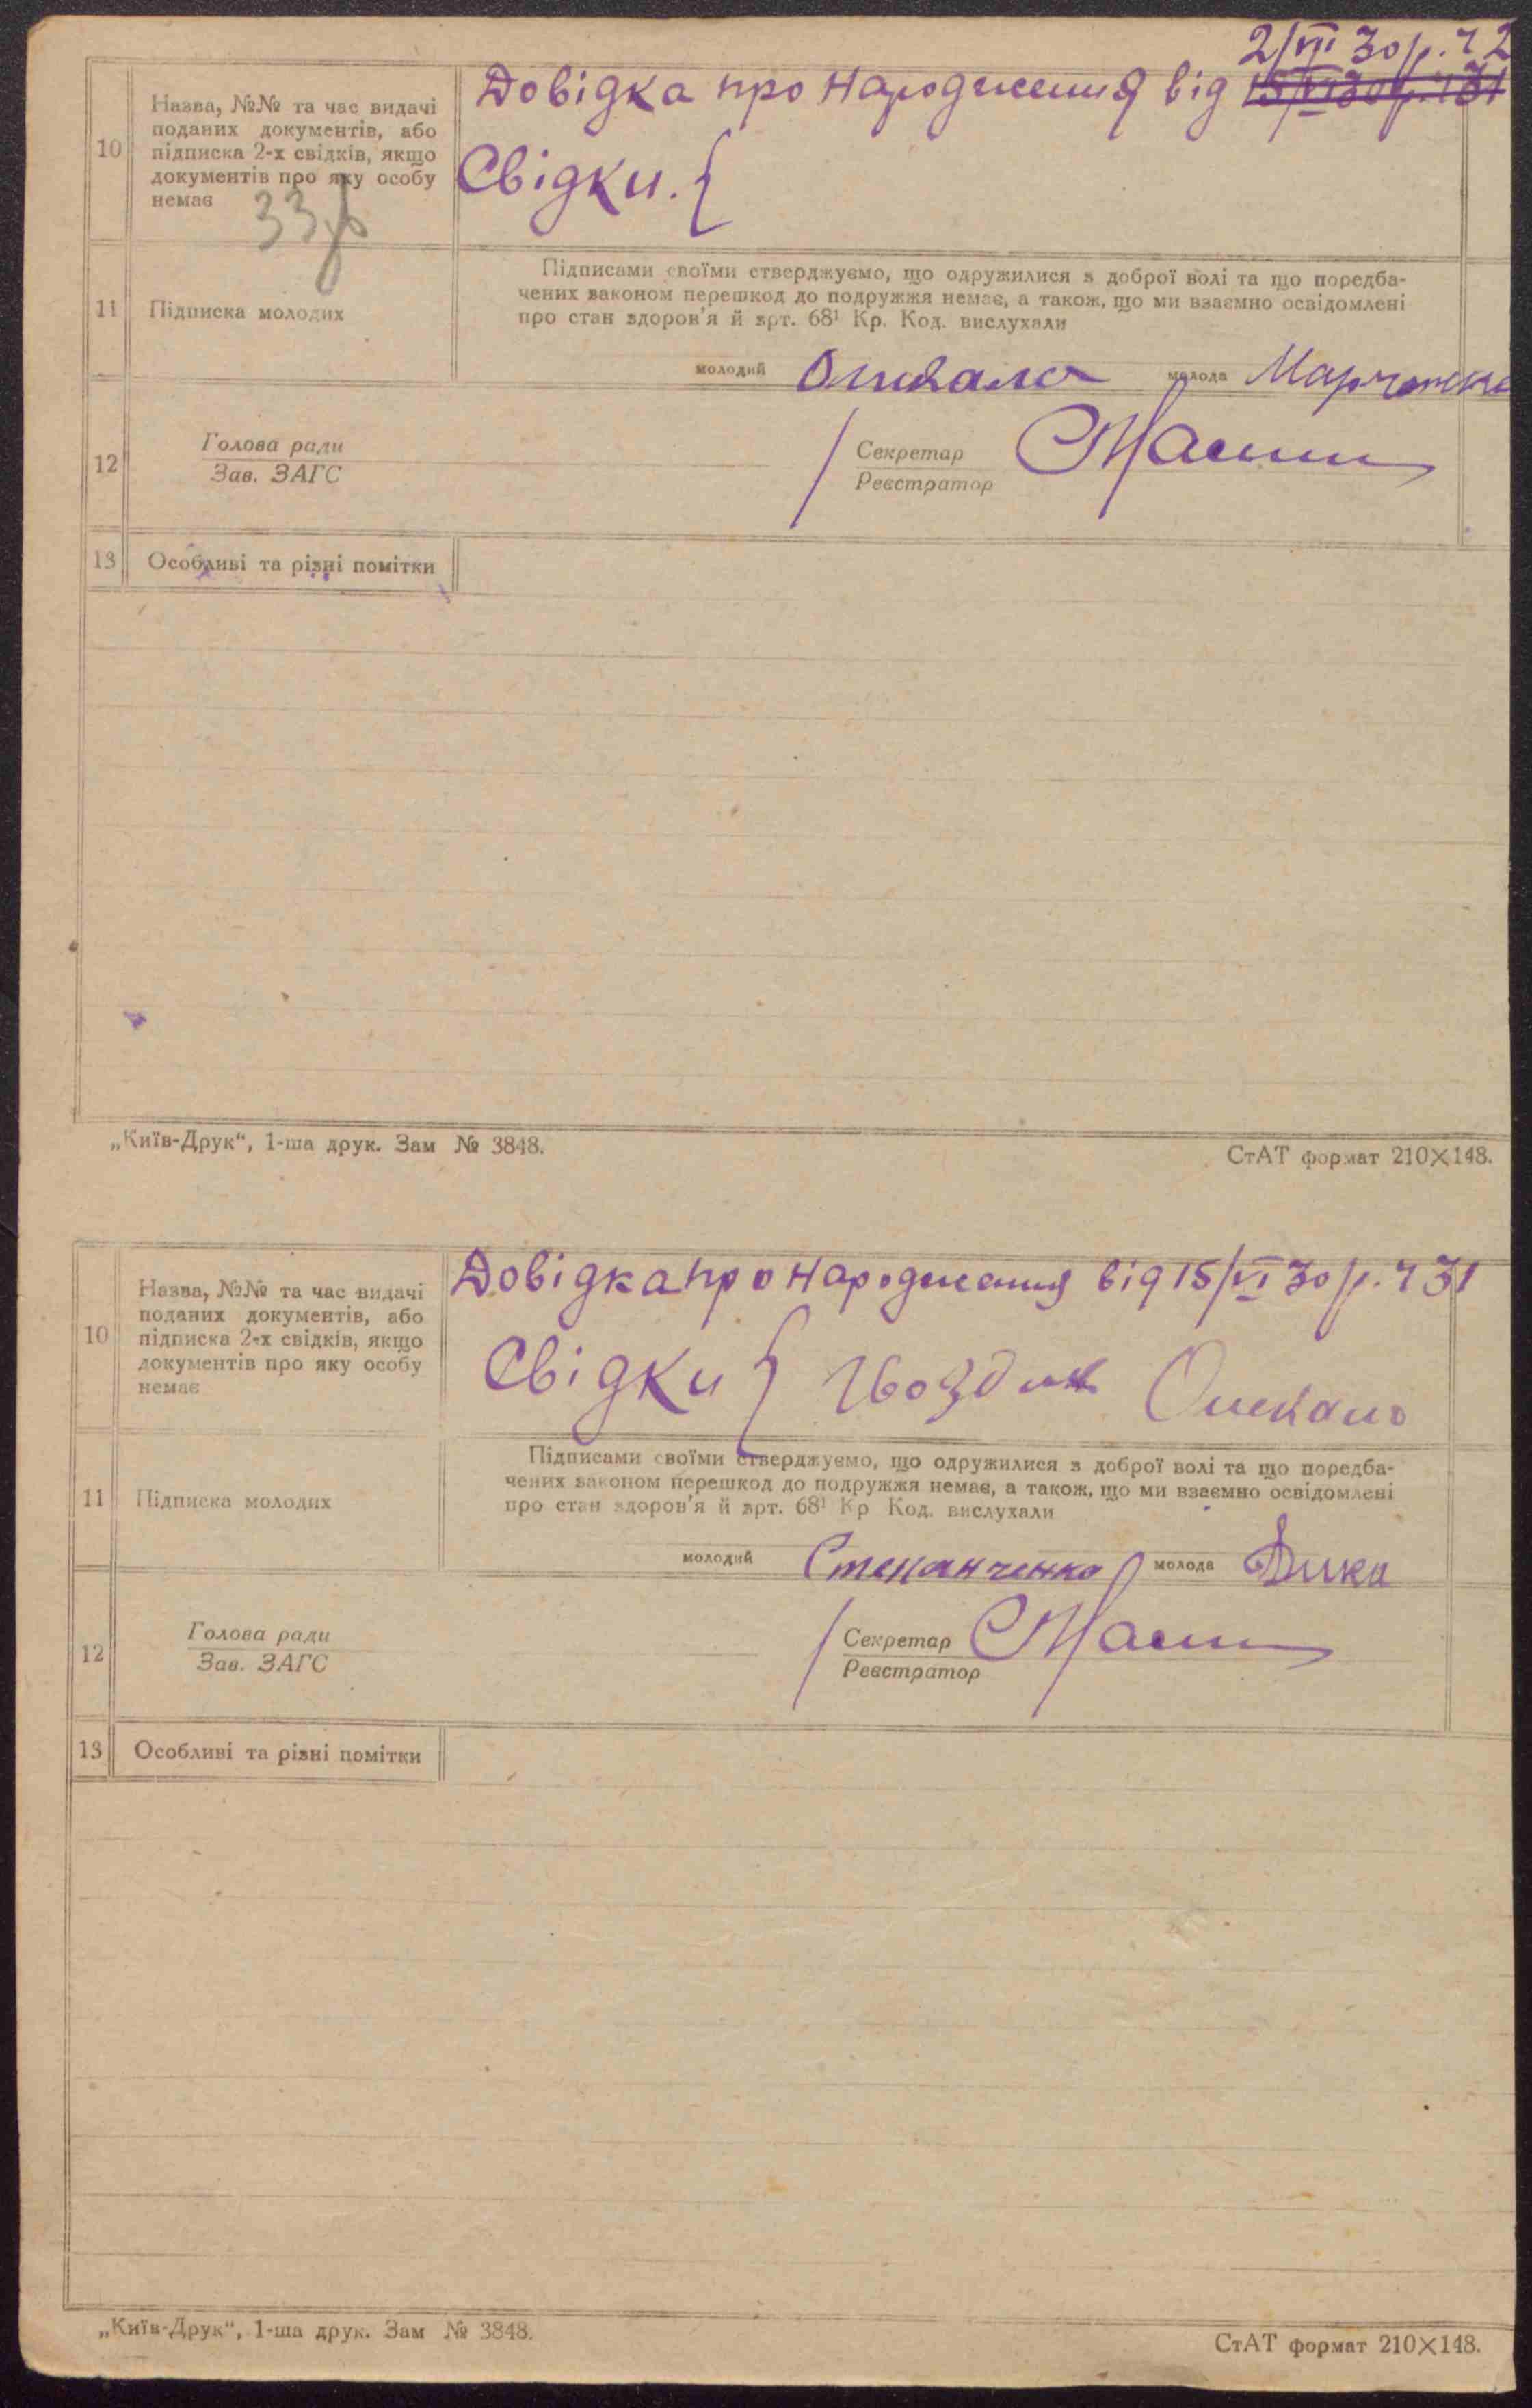 2/VII 30 р. ч 2
10 Назва, №№ та час видачі Довідка про народження від 15/VI 30 р. ч 31
поданих документів, або
підписка 2-х свідків, якщо Свідки. {
документів про яку особу
немає
33
Підписами своїми стверджуємо, що одружилися з доброї волі та що передба-
чених законом перешкод до подружжя немає, а також, що ми взаємно освідомлені
11 Підписка молодих про стан здоров'я й арт. 68¹ Кр. Код. вислухали
молодий молода
12 Голова ради Секретар
Зав. ЗАГС Реєстратор
13 Особливі та різні помітки
„Київ-Друк“, 1-ша друк. Зам № 3848. СтАТ формат 210×148.
10 Назва, №№ та час видачі Довідка про народження від 15/VI 30 р. ч 31
поданих документів, або
підписка 2-х свідків, якщо Свідки {
документів про яку особу
немає
Підписами своїми стверджуємо, що одружилися з доброї волі та що передба-
чених законом перешкод до подружжя немає, а також, що ми взаємно освідомлені
11 Підписка молодих про стан здоров'я й арт. 68¹ Кр Код. вислухали
молодий Степанченко молода Дика
12 Голова ради Секретар
Зав. ЗАГС Реєстратор
13 Особливі та різні помітки
„Київ-Друк“, 1-ша друк. Зам № 3848. СтАТ формат 210×148.